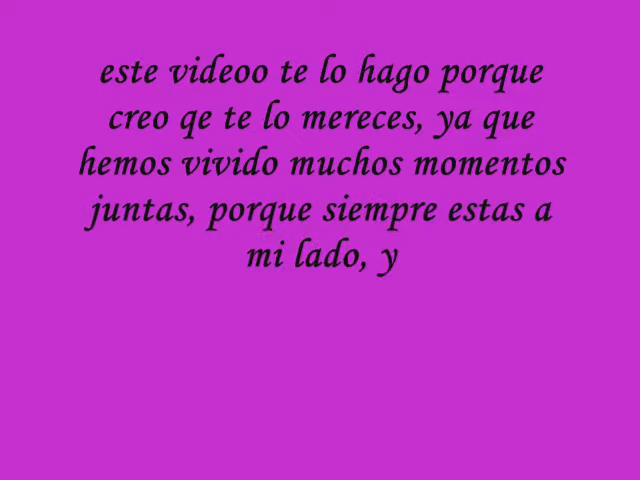 este videoo te lo hago porque
creo qe te lo mereces, ya que
hemos vivido muchos momentos
juntas, porque siempre estas a
mi lado, y